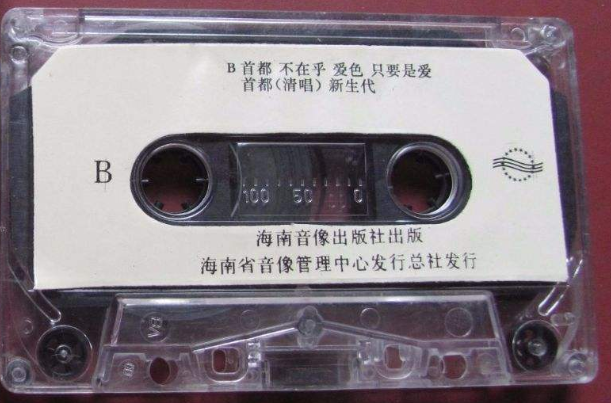 B首都 不在乎 爱色 只要是爱
首都(清唱) 新生代
B
100 50 0
海南音像出版社出版
海南省音像管理中心发行总社发行